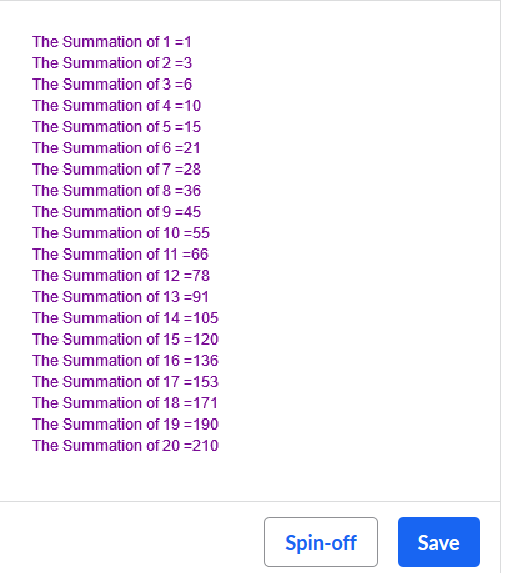 The Summation of 1 =1
The Summation of 2 =3
The Summation of 3 =6
The Summation of 4 =10
The Summation of 5 =15
The Summation of 6 =21
The Summation of 7 =28
The Summation of 8 =36
The Summation of 9 =45
The Summation of 10 =55
The Summation of 11 =66
The Summation of 12 =78
The Summation of 13 =91
The Summation of 14 =105
The Summation of 15 =120
The Summation of 16 =136
The Summation of 17 =153
The Summation of 18 =171
The Summation of 19 =190
The Summation of 20 =210
Spin-off Save